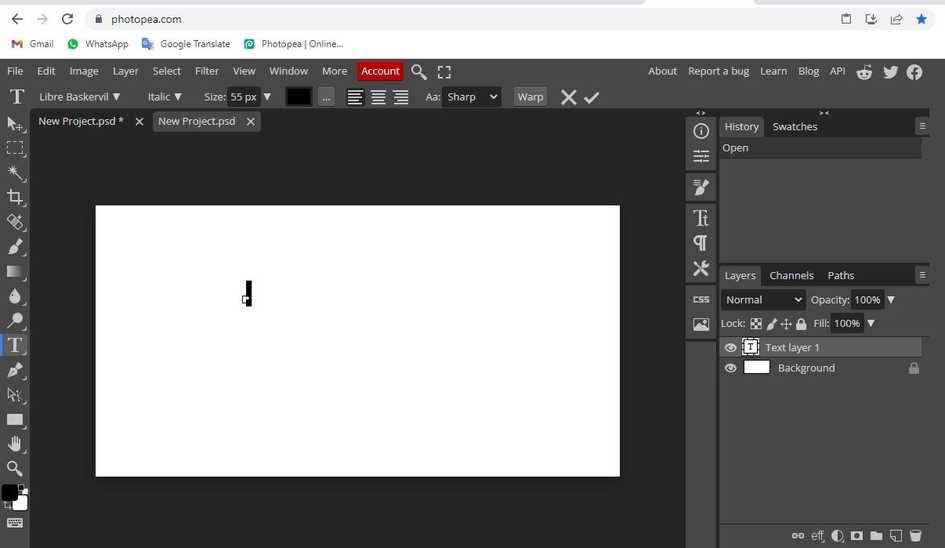 photopea.com
Gmail WhatsApp Google Translate Photopea | Online...
File Edit Image Layer Select Filter View Window More Account About Report a bug Learn Blog API
T Libre Baskervil Italic Size: 55 px ... Aa: Sharp Warp
New Project.psd * New Project.psd
History Swatches
Open
Layers Channels Paths
Normal Opacity: 100%
Lock: Fill: 100%
T Text layer 1
Background
CSS
eff